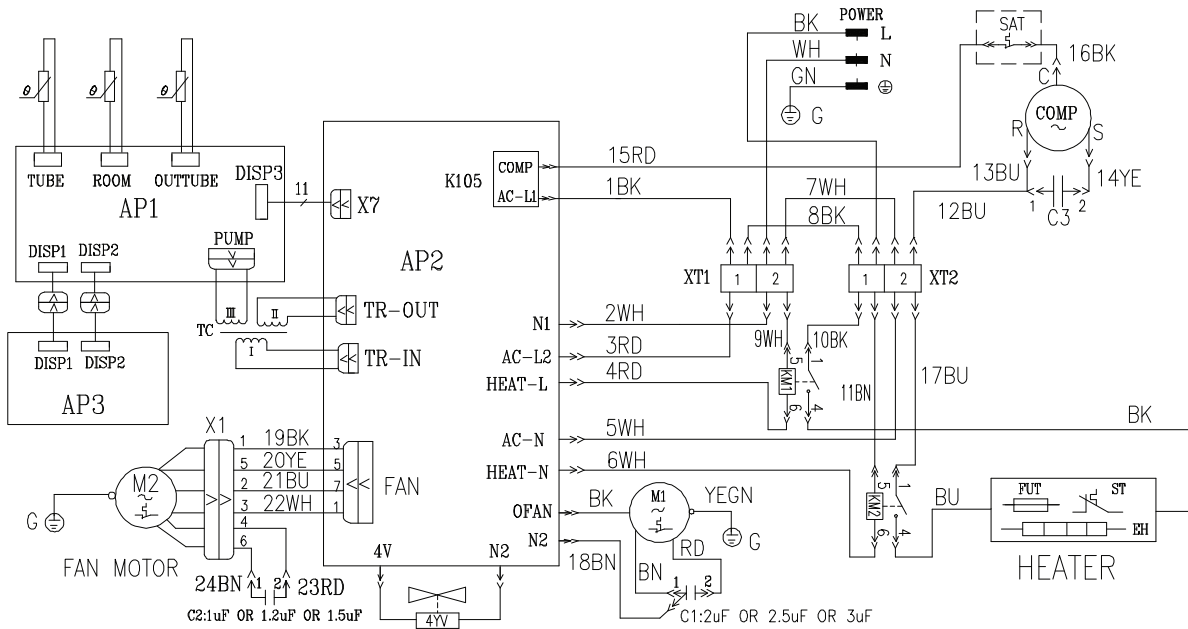 POWER
BK
L
WH
N
GN
G
SAT
16BK
C
COMP
~
R
S
13BU
14YE
1
2
C3
12BU
θ
θ
θ
TUBE
ROOM
OUTTUBE
DISP3
AP1
11
X7
DISP1
DISP2
PUMP
K105
COMP
AC-L1
15RD
1BK
7WH
8BK
AP2
XT1
1
2
1
2
XT2
TC
III
II
I
TR-OUT
TR-IN
DISP1
DISP2
AP3
N1
2WH
AC-L2
3RD
HEAT-L
4RD
9WH
10BK
5
1
KM1
6
4
11BN
17BU
BK
AC-N
5WH
HEAT-N
6WH
5
1
KM2
6
4
BU
FUT
ST
EH
HEATER
X1
1
19BK
3
5
20YE
5
2
21BU
7
3
22WH
1
4
6
FAN
M2
~
G
FAN MOTOR
24BN
1
2
23RD
C2:1uF OR 1.2uF OR 1.5uF
OFAN
BK
M1
~
YEGN
G
N2
18BN
RD
BN
1
2
C1:2uF OR 2.5uF OR 3uF
4V
N2
4YV